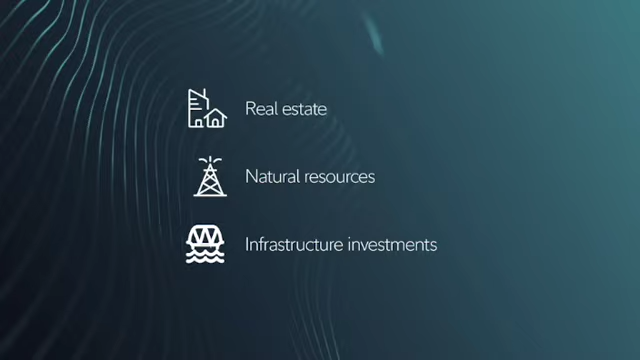 Real estate
Natural resources
Infrastructure investments